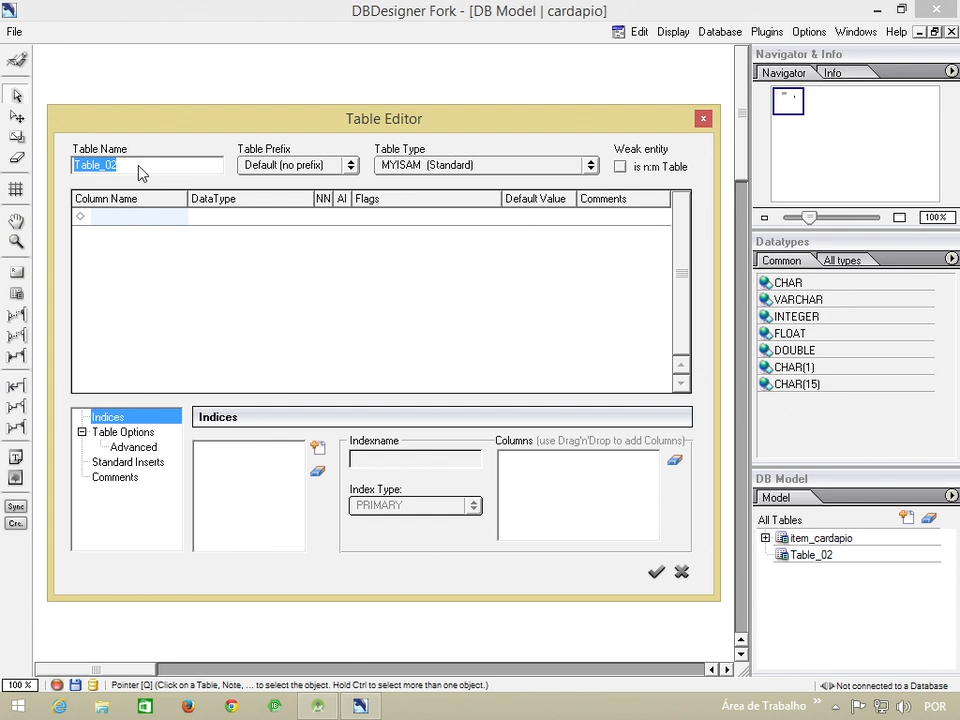 DBDesigner Fork - [DB Model | cardapio]
File
Edit Display Database Plugins Options Windows Help
Navigator & Info
Navigator Info
100%
Datatypes
Common All types
CHAR
VARCHAR
INTEGER
FLOAT
DOUBLE
CHAR(1)
CHAR(15)
DB Model
Model
All Tables
item_cardapio
Table_02
Table Editor
Table Name Table Prefix Table Type Weak entity
Table_02 Default (no prefix) MYISAM (Standard) is n:m Table
Column Name DataType NN AI Flags Default Value Comments
Indices
Table Options
Advanced
Standard Inserts
Comments
Indices
Indexname
Index Type:
PRIMARY
Columns (use Drag'n'Drop to add Columns)
Sync
Cre.
100 % Pointer [Q] (Click on a Table, Note, ... to select the object. Hold Ctrl to select more than one object.) Not connected to a Database
Área de Trabalho POR